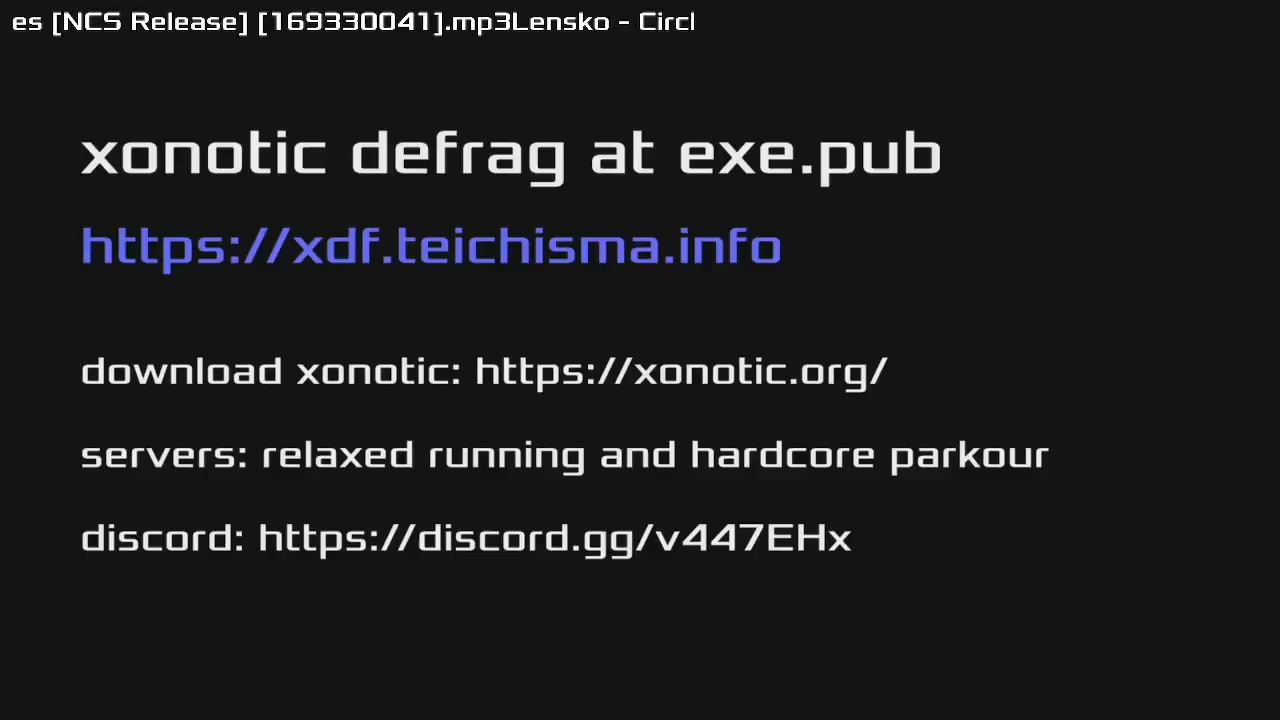 es [NCS Release] [169330041].mp3Lensko - Circl
xonotic defrag at exe.pub
https://xdf.teichisma.info
download xonotic: https://xonotic.org/
servers: relaxed running and hardcore parkour
discord: https://discord.gg/v447EHx